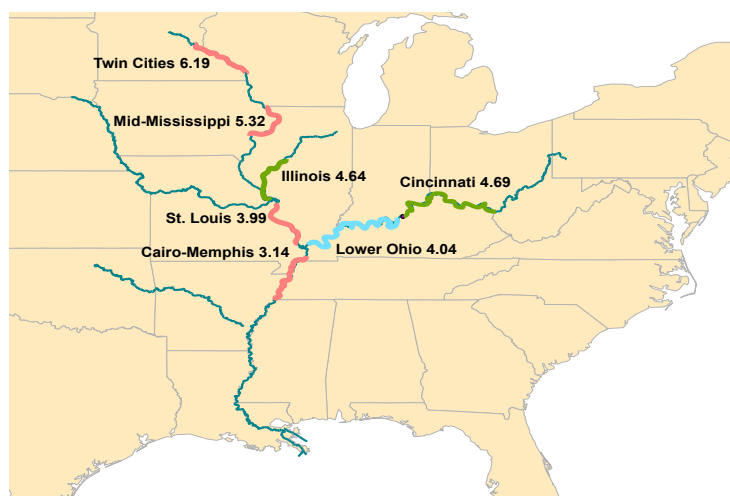 Twin Cities 6.19
Mid-Mississippi 5.32
Illinois 4.64
Cincinnati 4.69
St. Louis 3.99
Cairo-Memphis 3.14
Lower Ohio 4.04